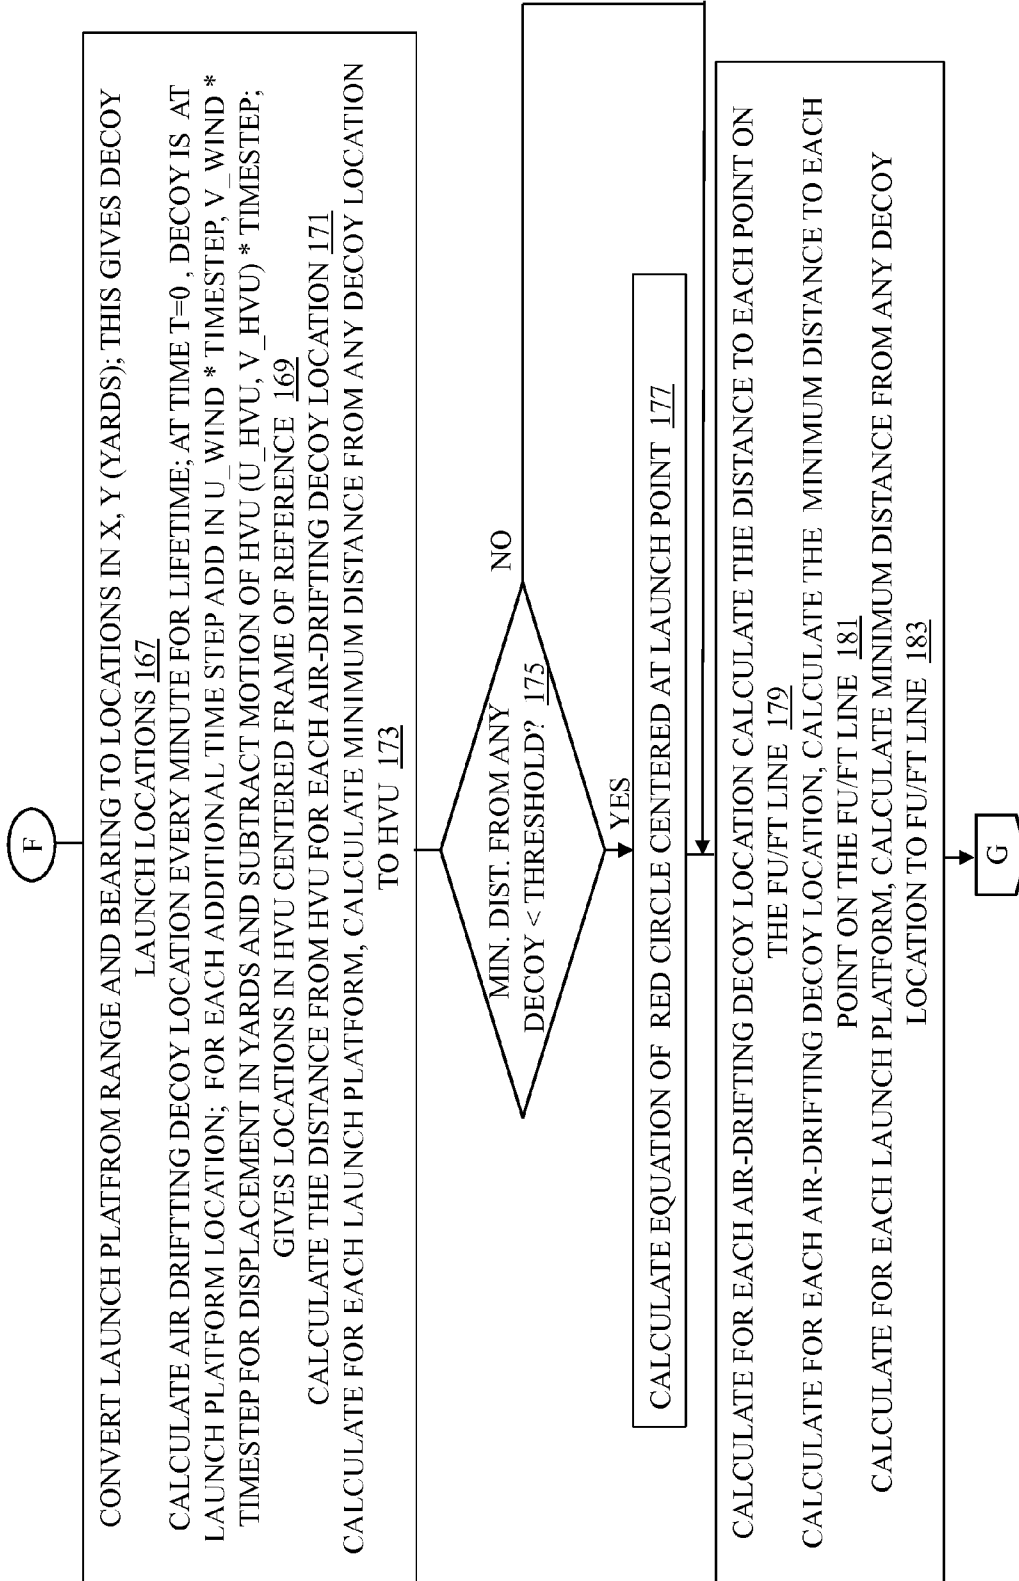 F
CONVERT LAUNCH PLATFROM RANGE AND BEARING TO LOCATIONS IN X, Y (YARDS); THIS GIVES DECOY
LAUNCH LOCATIONS 167
CALCULATE AIR DRIFTING DECOY LOCATION EVERY MINUTE FOR LIFETIME; AT TIME T=0, DECOY IS AT
LAUNCH PLATFORM LOCATION; FOR EACH ADDITIONAL TIME STEP ADD IN U_WIND * TIMESTEP, V_WIND *
TIMESTEP FOR DISPLACEMENT IN YARDS AND SUBTRACT MOTION OF HVU (U_HVU, V_HVU) * TIMESTEP;
GIVES LOCATIONS IN HVU CENTERED FRAME OF REFERENCE 169
CALCULATE THE DISTANCE FROM HVU FOR EACH AIR-DRIFTING DECOY LOCATION 171
CALCULATE FOR EACH LAUNCH PLATFORM, CALCULATE MINIMUM DISTANCE FROM ANY DECOY LOCATION
TO HVU 173
MIN. DIST. FROM ANY
DECOY < THRESHOLD? 175
NO
YES
CALCULATE EQUATION OF RED CIRCLE CENTERED AT LAUNCH POINT 177
CALCULATE FOR EACH AIR-DRIFTING DECOY LOCATION CALCULATE THE DISTANCE TO EACH POINT ON
THE FU/FT LINE 179
CALCULATE FOR EACH AIR-DRIFTING DECOY LOCATION, CALCULATE THE MINIMUM DISTANCE TO EACH
POINT ON THE FU/FT LINE 181
CALCULATE FOR EACH LAUNCH PLATFORM, CALCULATE MINIMUM DISTANCE FROM ANY DECOY
LOCATION TO FU/FT LINE 183
G